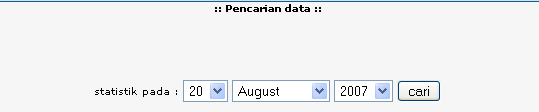 :: Pencarian data ::
statistik pada : 20 August 2007 cari